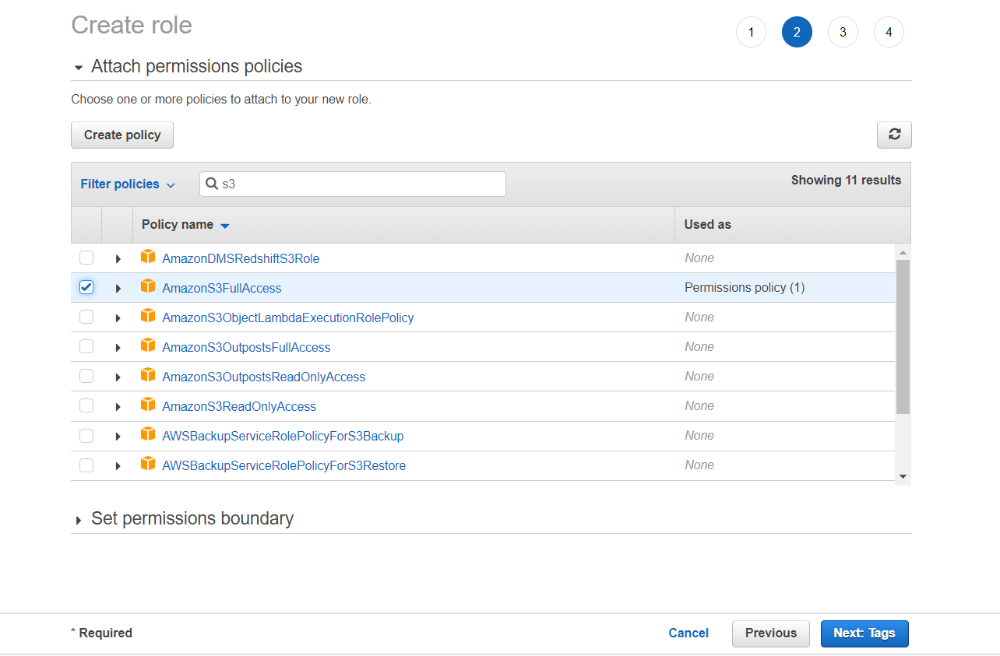 Create role
1 2 3 4
Attach permissions policies
Choose one or more policies to attach to your new role.
Create policy
Filter policies s3 Showing 11 results
Policy name Used as
AmazonDMSRedshiftS3Role None
AmazonS3FullAccess Permissions policy (1)
AmazonS3ObjectLambdaExecutionRolePolicy None
AmazonS3OutpostsFullAccess None
AmazonS3OutpostsReadOnlyAccess None
AmazonS3ReadOnlyAccess None
AWSBackupServiceRolePolicyForS3Backup None
AWSBackupServiceRolePolicyForS3Restore None
Set permissions boundary
* Required Cancel Previous Next: Tags